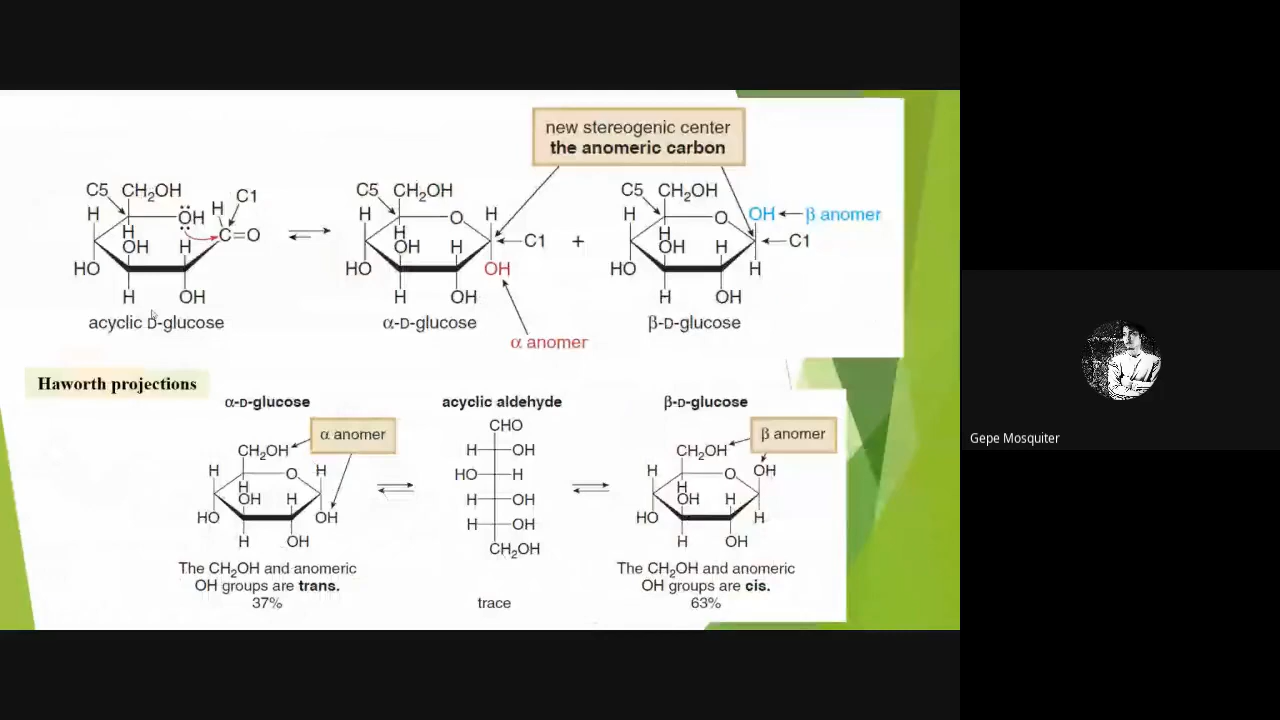 new stereogenic center
the anomeric carbon
C5 CH₂OH
H C1
H ÖH
H
OH H C=O
HO
H OH
acyclic D-glucose
C5 CH₂OH
H O H
H
OH H C1
HO OH
H OH
α-D-glucose
α anomer
+
C5 CH₂OH
H O OH β anomer
H
OH H C1
HO H
H OH
β-D-glucose
Haworth projections
α-D-glucose
α anomer
CH₂OH
H O H
H
OH H
HO OH
H OH
The CH₂OH and anomeric
OH groups are trans.
37%
acyclic aldehyde
CHO
H OH
HO H
H OH
H OH
CH₂OH
trace
β-D-glucose
β anomer
CH₂OH
H O OH
H
OH H
HO H
H OH
The CH₂OH and anomeric
OH groups are cis.
63%
Gepe Mosquiter